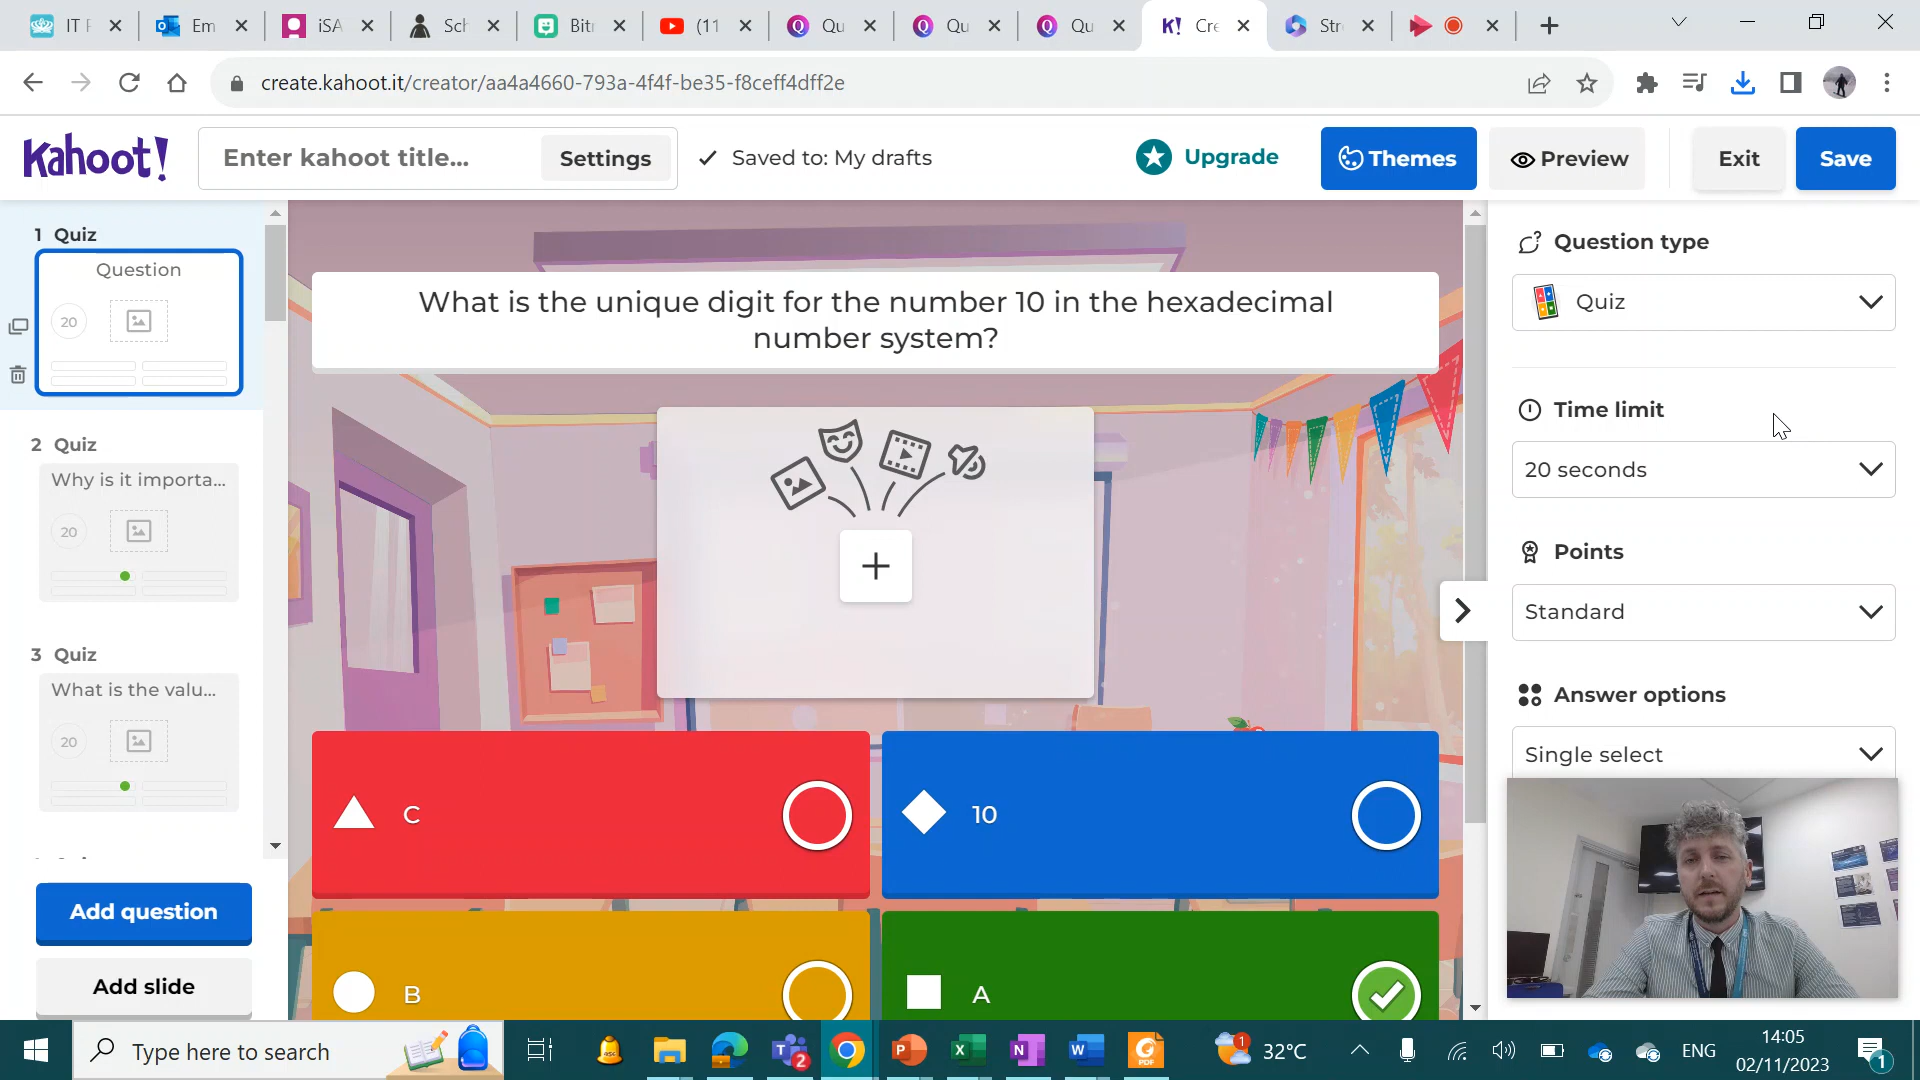 IT F
Em
iSA
Sch
Bit
(11
Qu
Qu
Qu
K! Cre
Str
create.kahoot.it/creator/aa4a4660-793a-4f4f-be35-f8ceff4dff2e
Kahoot!
Enter kahoot title...
Settings
Saved to: My drafts
Upgrade
Themes
Preview
Exit
Save
1 Quiz
Question
20
2 Quiz
Why is it importa...
20
3 Quiz
What is the valu...
20
Add question
Add slide
What is the unique digit for the number 10 in the hexadecimal
number system?
C
10
B
A
Question type
Quiz
Time limit
20 seconds
Points
Standard
Answer options
Single select
Type here to search
2
1
32°C
ENG
14:05
02/11/2023
1